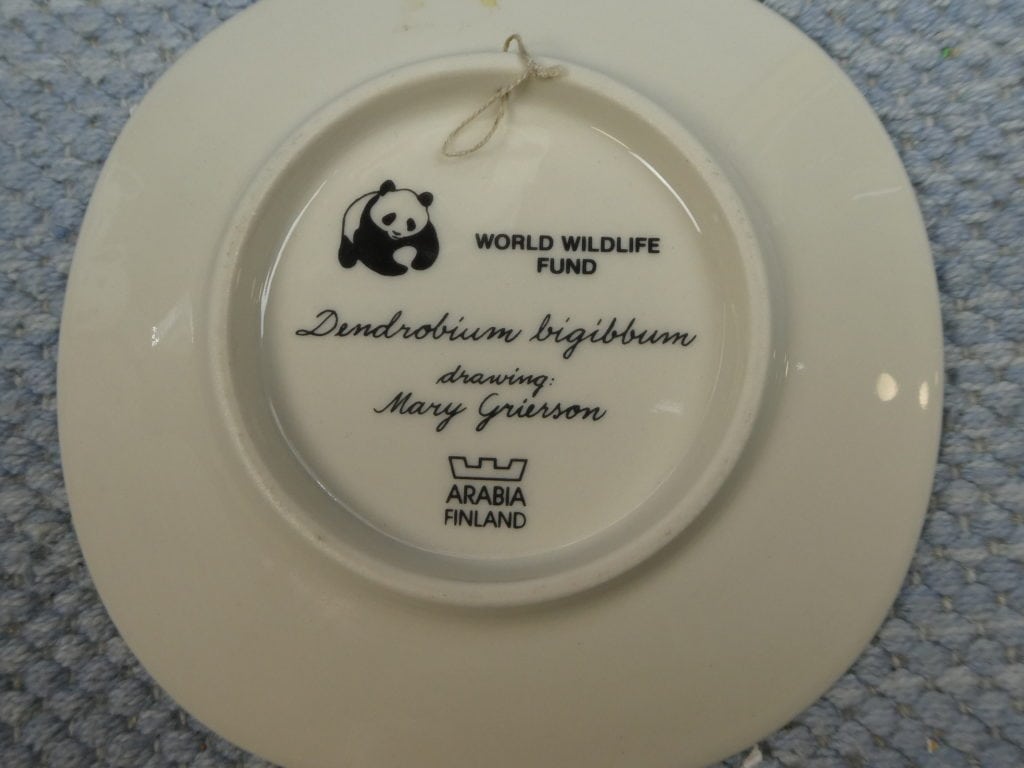 WORLD WILDLIFE
FUND
Dendrobium bigibbum
drawing:
Mary Grierson
ARABIA
FINLAND